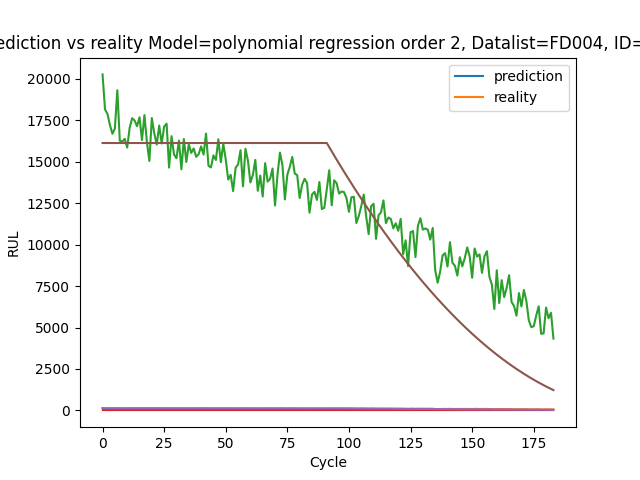 ediction vs reality Model=polynomial regression order 2, Datalist=FD004, ID=
prediction
reality
20000
17500
15000
12500
10000
7500
5000
2500
0
RUL
0 25 50 75 100 125 150 175
Cycle